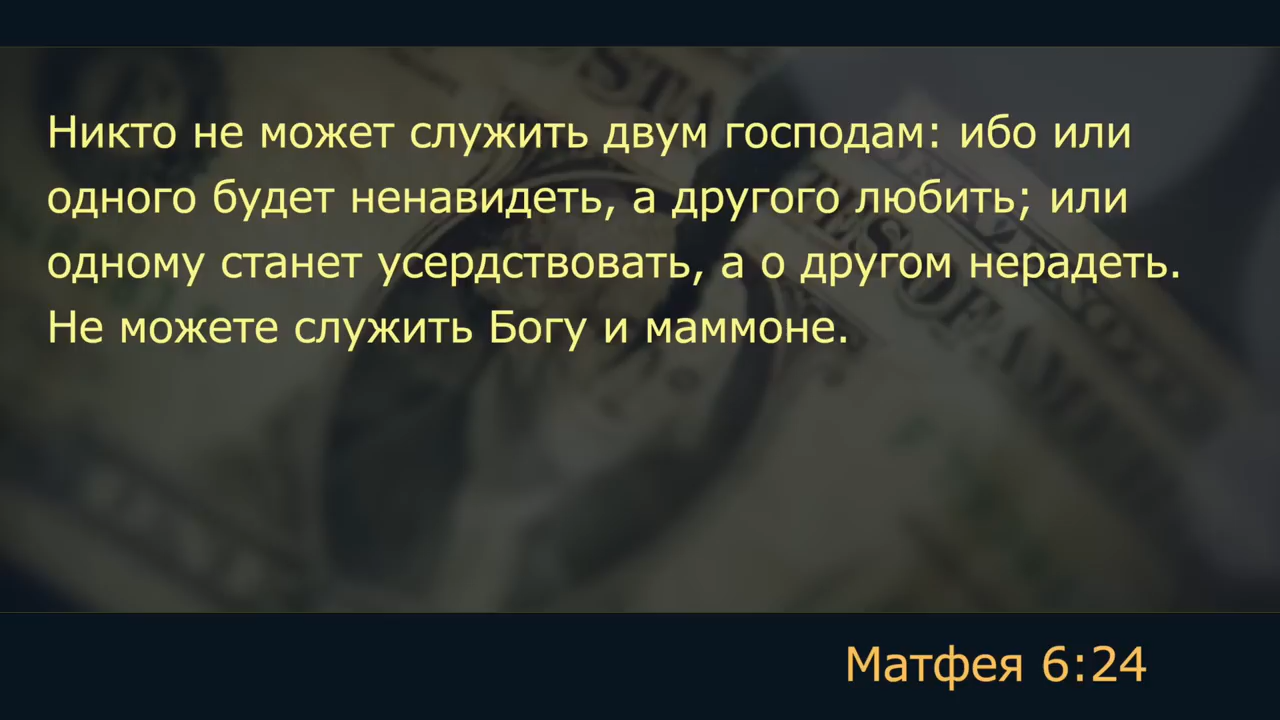 Никто не может служить двум господам: ибо или
одного будет ненавидеть, а другого любить; или
одному станет усердствовать, а о другом нерадеть.
Не можете служить Богу и маммоне.
Матфея 6:24